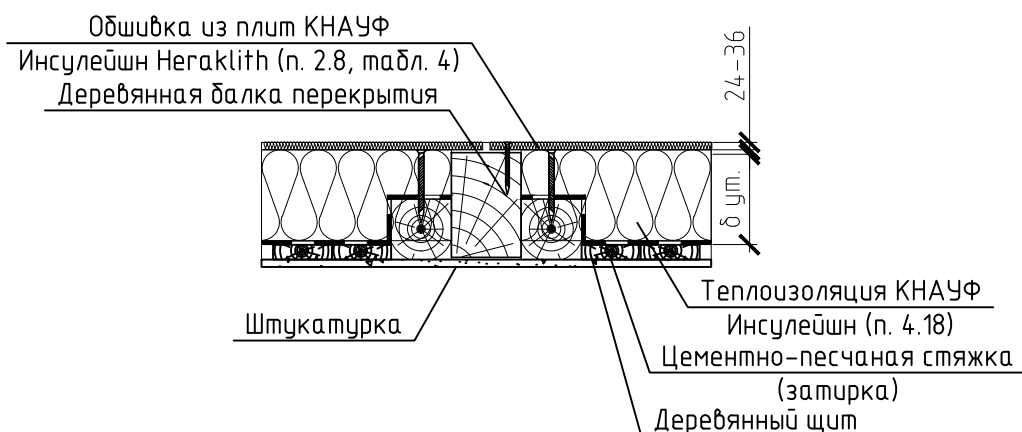 Обшивка из плит КНАУФ
Инсулейшн Heraklith (п. 2.8, табл. 4)
Деревянная балка перекрытия
24-36
δ ут.
Теплоизоляция КНАУФ
Инсулейшн (п. 4.18)
Штукатурка
Цементно-песчаная стяжка
(затирка)
Деревянный щит